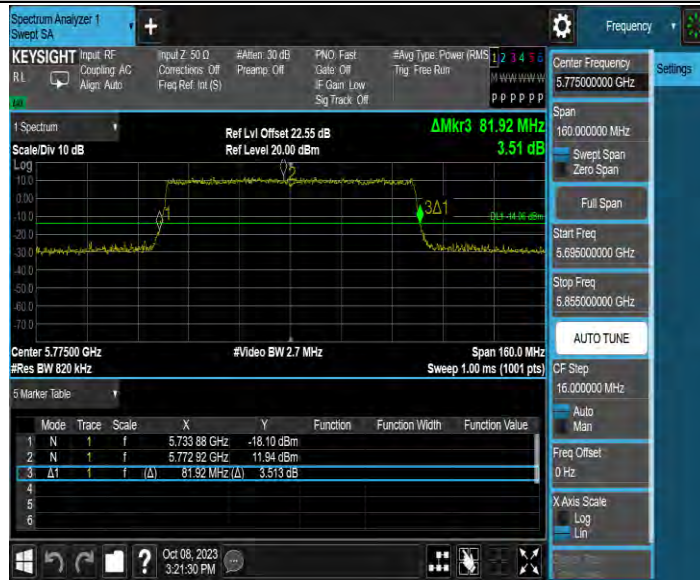 Spectrum Analyzer 1
Swept SA
+
Frequency
KEYSIGHT Input: RF Input Z: 50 Ω #Atten: 30 dB PNO: Fast #Avg Type: Power (RMS 1 2 3 4 5 6
RL Coupling: AC Corrections: Off Preamp: Off Gate: Off Trig: Free Run M W W W W W
Align: Auto Freq Ref: Int (S) IF Gain: Low
Sig Track: Off P P P P P P
1 Spectrum
Scale/Div 10 dB
Ref Lvl Offset 22.55 dB
Ref Level 20.00 dBm
ΔMkr3 81.92 MHz
3.51 dB
Log
10.0
0.00
-10.0
-20.0
-30.0
-40.0
-50.0
-60.0
-70.0
1
2
3Δ1
DL1 -14.06 dBm
Center 5.77500 GHz #Video BW 2.7 MHz Span 160.0 MHz
#Res BW 820 kHz Sweep 1.00 ms (1001 pts)
5 Marker Table
Mode Trace Scale X Y Function Function Width Function Value
1 N 1 f 5.733 88 GHz -18.10 dBm
2 N 1 f 5.772 92 GHz 11.94 dBm
3 Δ1 1 f (Δ) 81.92 MHz (Δ) 3.513 dB
4
5
6
Oct 08, 2023
3:21:30 PM
?
Center Frequency
5.775000000 GHz
Settings
Span
160.000000 MHz
Swept Span
Zero Span
Full Span
Start Freq
5.695000000 GHz
Stop Freq
5.855000000 GHz
AUTO TUNE
CF Step
16.000000 MHz
Auto
Man
Freq Offset
0 Hz
X Axis Scale
Log
Lin